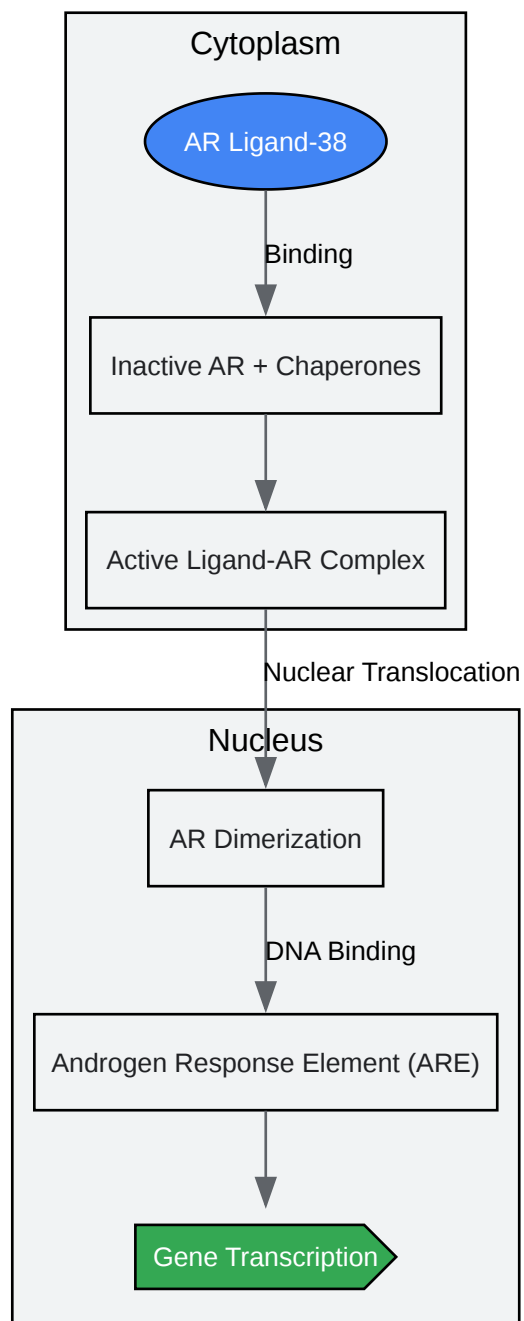 Cytoplasm
AR Ligand-38
Binding
Inactive AR + Chaperones
Active Ligand-AR Complex
Nuclear Translocation
Nucleus
AR Dimerization
DNA Binding
Androgen Response Element (ARE)
Gene Transcription